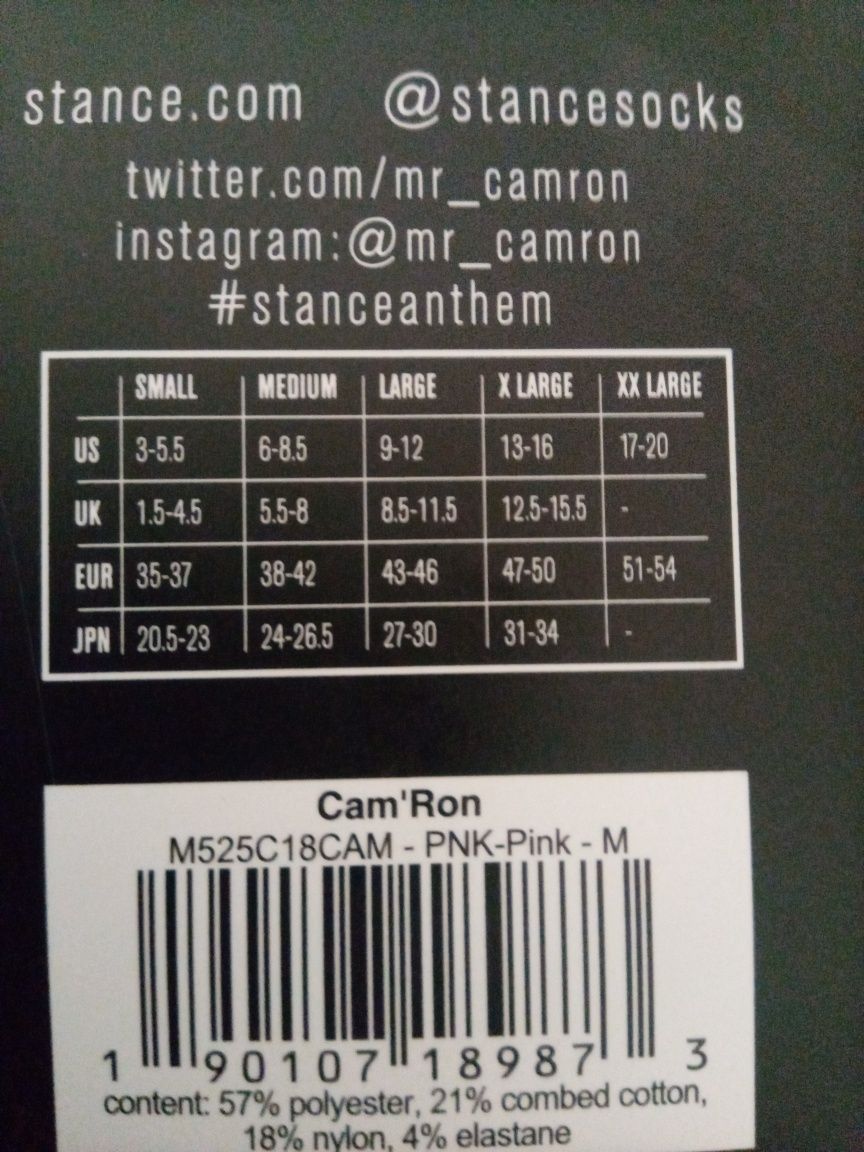 stance.com @stancesocks
twitter.com/mr_camron
instagram:@mr_camron
#stanceanthem
SMALL MEDIUM LARGE X LARGE XX LARGE
US 3-5.5 6-8.5 9-12 13-16 17-20
UK 1.5-4.5 5.5-8 8.5-11.5 12.5-15.5 -
EUR 35-37 38-42 43-46 47-50 51-54
JPN 20.5-23 24-26.5 27-30 31-34 -
Cam'Ron
M525C18CAM - PNK-Pink - M
1 90107 18987 3
content: 57% polyester, 21% combed cotton,
18% nylon, 4% elastane